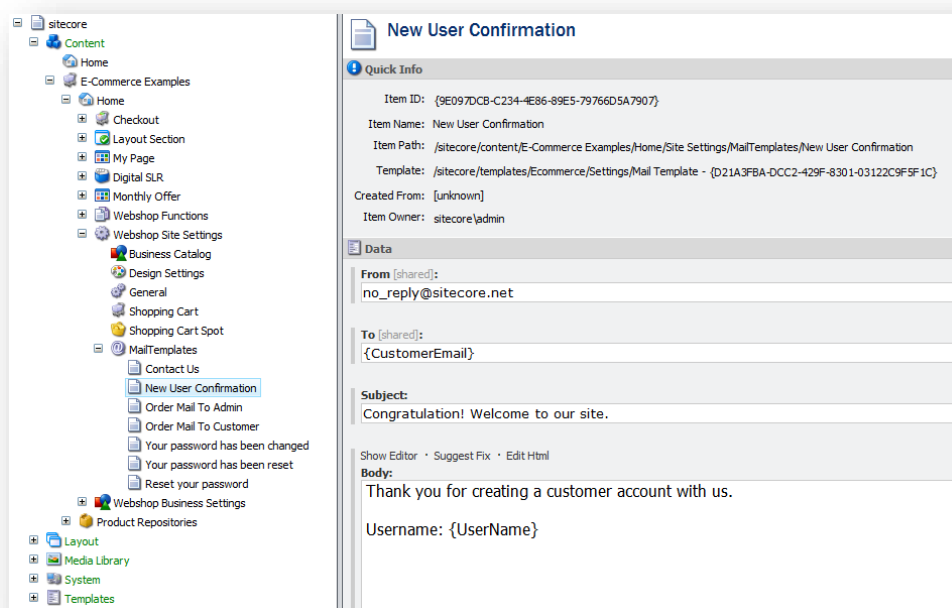 sitecore
Content
Home
E-Commerce Examples
Home
Checkout
Layout Section
My Page
Digital SLR
Monthly Offer
Webshop Functions
Webshop Site Settings
Business Catalog
Design Settings
General
Shopping Cart
Shopping Cart Spot
MailTemplates
Contact Us
New User Confirmation
Order Mail To Admin
Order Mail To Customer
Your password has been changed
Your password has been reset
Reset your password
Webshop Business Settings
Product Repositories
Layout
Media Library
System
Templates
New User Confirmation
Quick Info
Item ID: {9E097DCB-C234-4E86-89E5-79766D5A7907}
Item Name: New User Confirmation
Item Path: /sitecore/content/E-Commerce Examples/Home/Site Settings/MailTemplates/New User Confirmation
Template: /sitecore/templates/Ecommerce/Settings/Mail Template - {D21A3FBA-DCC2-429F-8301-03122C9F5F1C}
Created From: [unknown]
Item Owner: sitecore\admin
Data
From [shared]:
no_reply@sitecore.net
To [shared]:
{CustomerEmail}
Subject:
Congratulation! Welcome to our site.
Show Editor · Suggest Fix · Edit Html
Body:
Thank you for creating a customer account with us.
Username: {UserName}